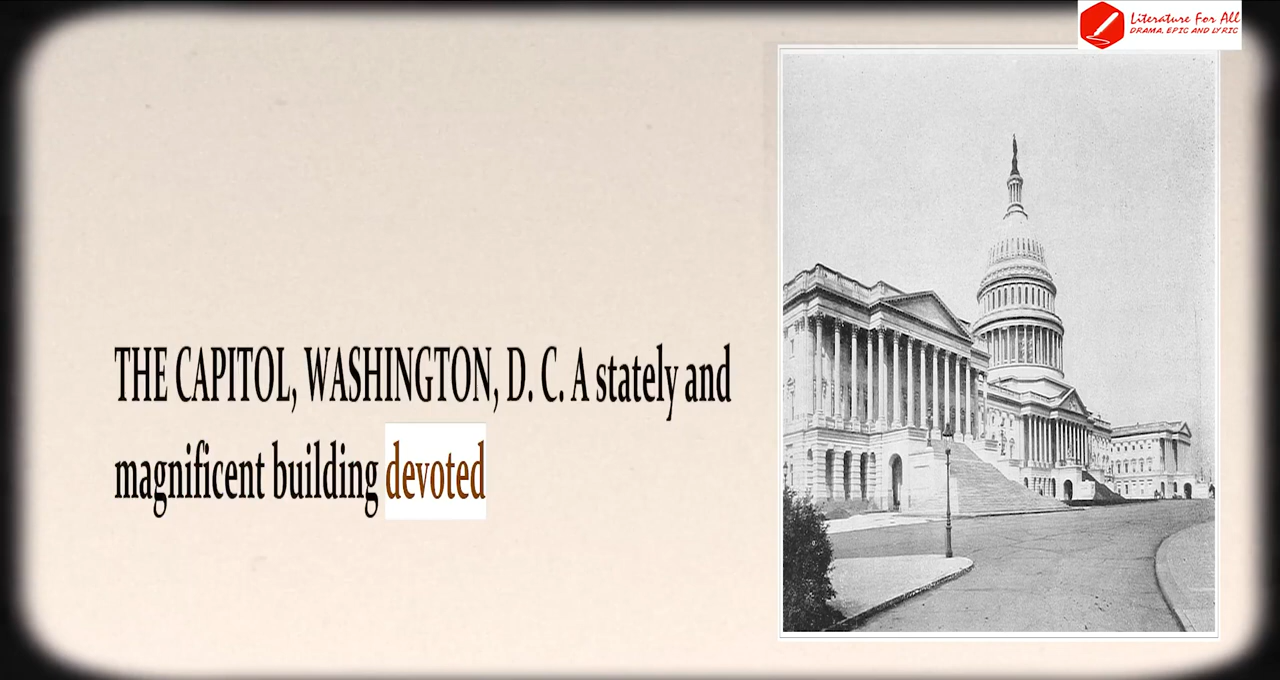 Literature For All
DRAMA, EPIC AND LYRIC
THE CAPITOL, WASHINGTON, D. C. A stately and
magnificent building devoted